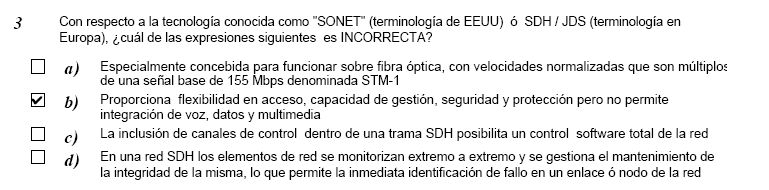 3 Con respecto a la tecnología conocida como "SONET" (terminología de EEUU) ó SDH / JDS (terminología en
Europa), ¿cuál de las expresiones siguientes es INCORRECTA?
a) Especialmente concebida para funcionar sobre fibra óptica, con velocidades normalizadas que son múltiplos
de una señal base de 155 Mbps denominada STM-1
b) Proporciona flexibilidad en acceso, capacidad de gestión, seguridad y protección pero no permite
integración de voz, datos y multimedia
c) La inclusión de canales de control dentro de una trama SDH posibilita un control software total de la red
d) En una red SDH los elementos de red se monitorizan extremo a extremo y se gestiona el mantenimiento de
la integridad de la misma, lo que permite la inmediata identificación de fallo en un enlace ó nodo de la red